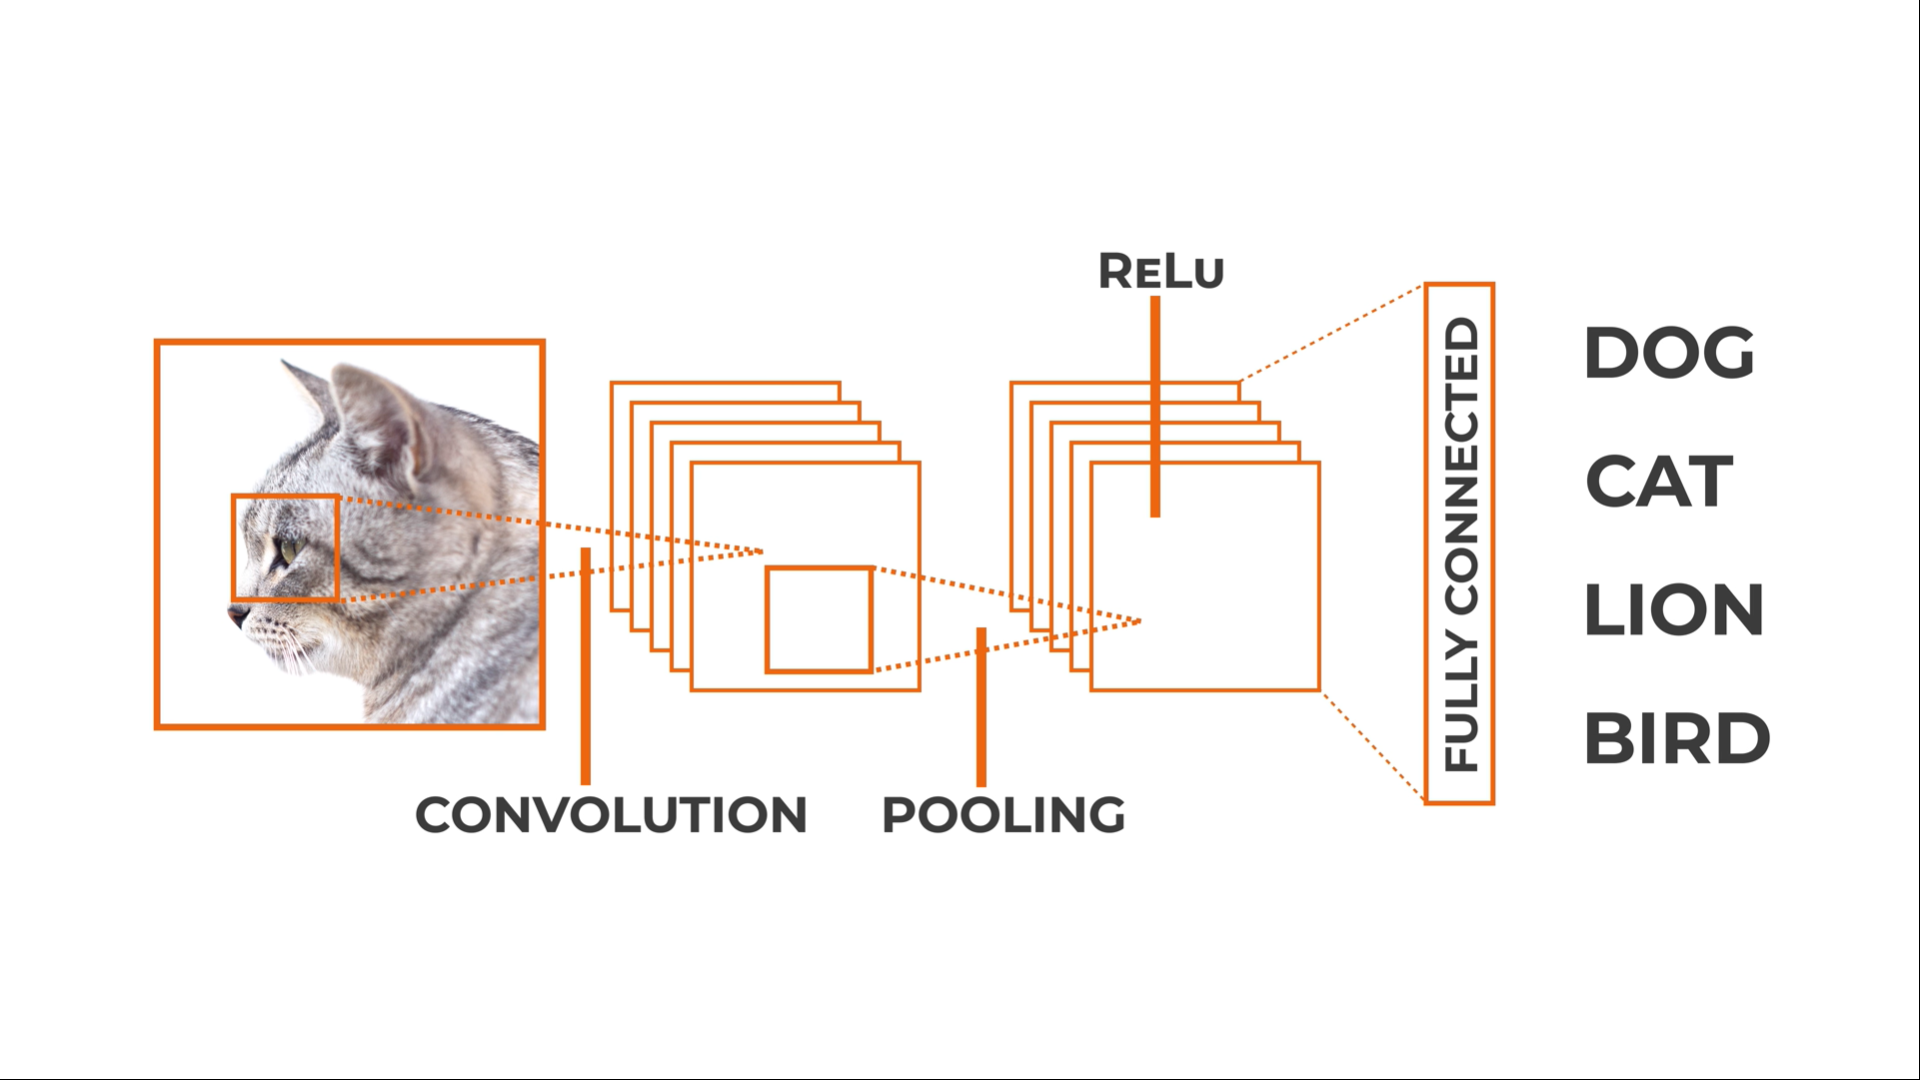 ReLu
CONVOLUTION
POOLING
FULLY CONNECTED
DOG
CAT
LION
BIRD